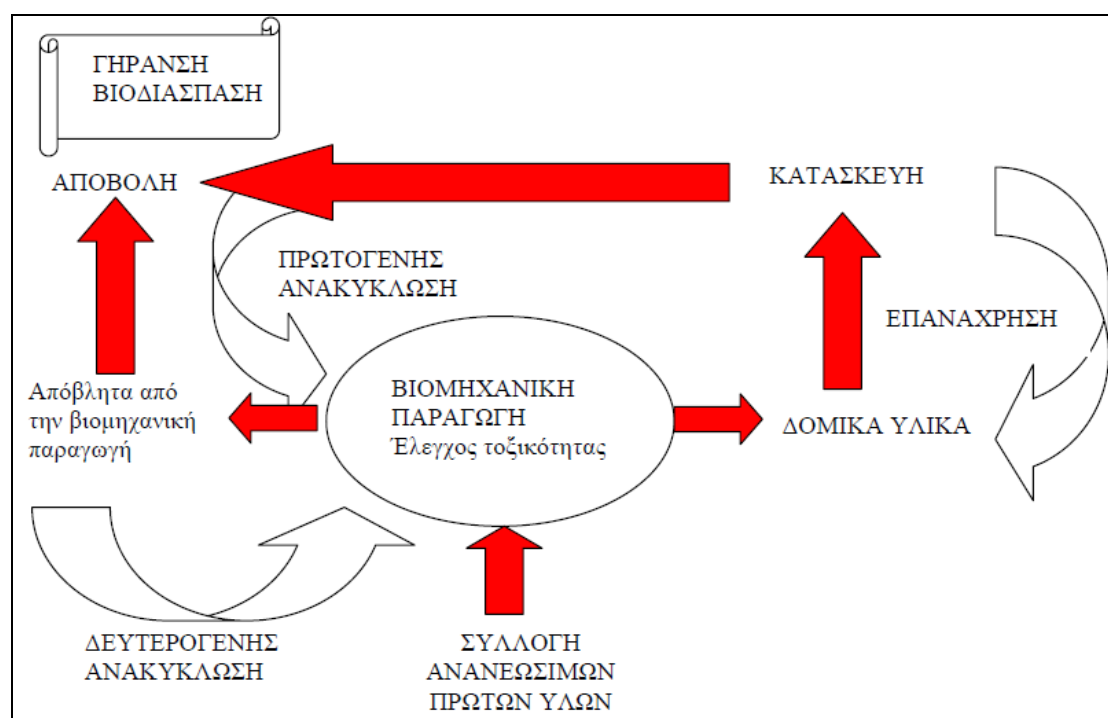 ΓΗΡΑΝΣΗ
ΒΙΟΔΙΑΣΠΑΣΗ
ΑΠΟΒΟΛΗ
ΚΑΤΑΣΚΕΥΗ
ΠΡΩΤΟΓΕΝΗΣ
ΑΝΑΚΥΚΛΩΣΗ
ΕΠΑΝΑΧΡΗΣΗ
Απόβλητα από
την βιομηχανική
παραγωγή
ΒΙΟΜΗΧΑΝΙΚΗ
ΠΑΡΑΓΩΓΗ
Έλεγχος τοξικότητας
ΔΟΜΙΚΑ ΥΛΙΚΑ
ΔΕΥΤΕΡΟΓΕΝΗΣ
ΑΝΑΚΥΚΛΩΣΗ
ΣΥΛΛΟΓΗ
ΑΝΑΝΕΩΣΙΜΩΝ
ΠΡΩΤΩΝ ΥΛΩΝ